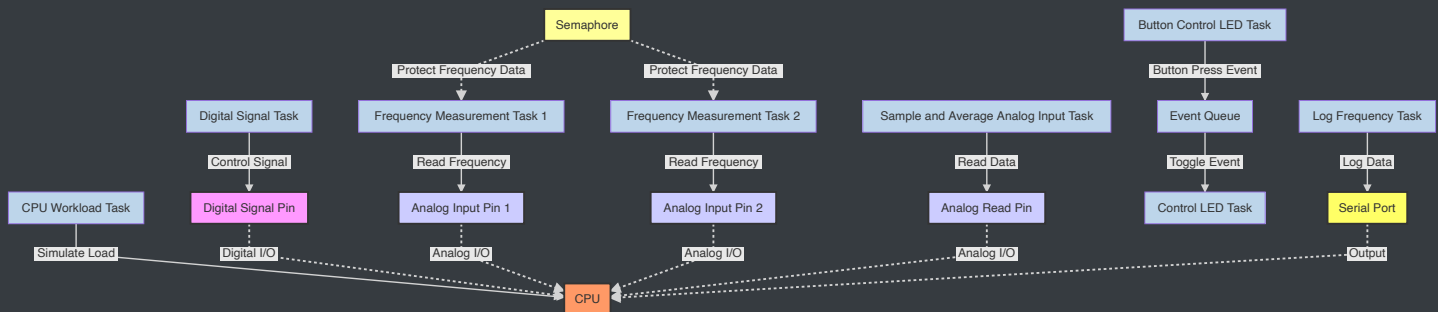 Semaphore
Button Control LED Task
Protect Frequency Data
Protect Frequency Data
Button Press Event
Digital Signal Task
Frequency Measurement Task 1
Frequency Measurement Task 2
Sample and Average Analog Input Task
Event Queue
Log Frequency Task
Control Signal
Read Frequency
Read Frequency
Read Data
Toggle Event
Log Data
CPU Workload Task
Digital Signal Pin
Analog Input Pin 1
Analog Input Pin 2
Analog Read Pin
Control LED Task
Serial Port
Simulate Load
Digital I/O
Analog I/O
Analog I/O
Analog I/O
Output
CPU